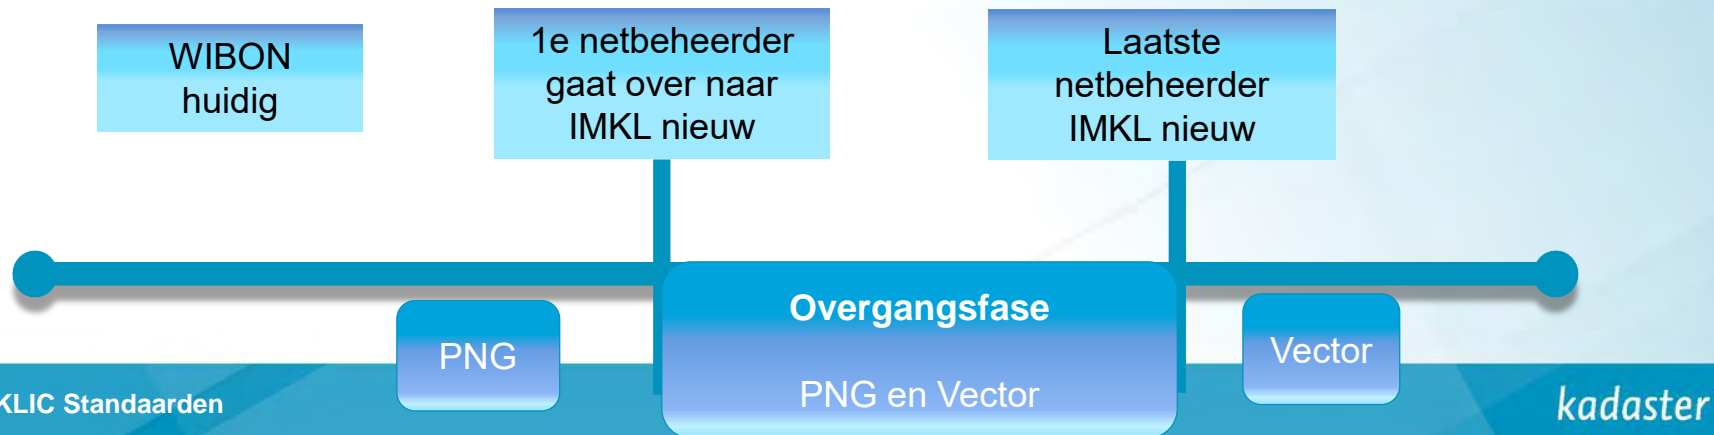 WIBON
huidig
1e netbeheerder
gaat over naar
IMKL nieuw
Laatste
netbeheerder
IMKL nieuw
PNG
Overgangsfase
PNG en Vector
Vector
KLIC Standaarden
kadaster